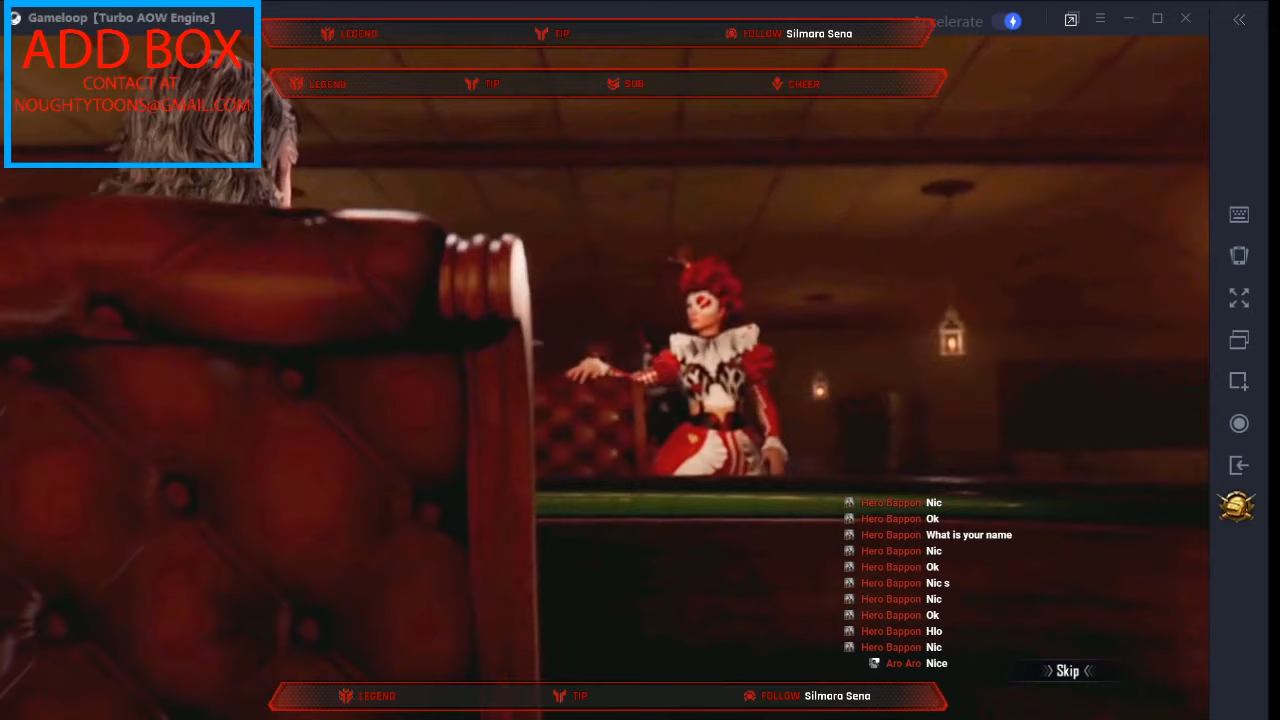 Gameloop【Turbo AOW Engine】
ADD BOX
CONTACT AT
NOUGHTYTOONS@GMAIL.COM
LEGEND TIP FOLLOW Silmara Sena
LEGEND TIP SUB CHEER
Hero Bappon Nic
Hero Bappon Ok
Hero Bappon What is your name
Hero Bappon Nic
Hero Bappon Ok
Hero Bappon Nic s
Hero Bappon Nic
Hero Bappon Ok
Hero Bappon Hlo
Hero Bappon Nic
Aro Aro Nice
Skip
LEGEND TIP FOLLOW Silmara Sena